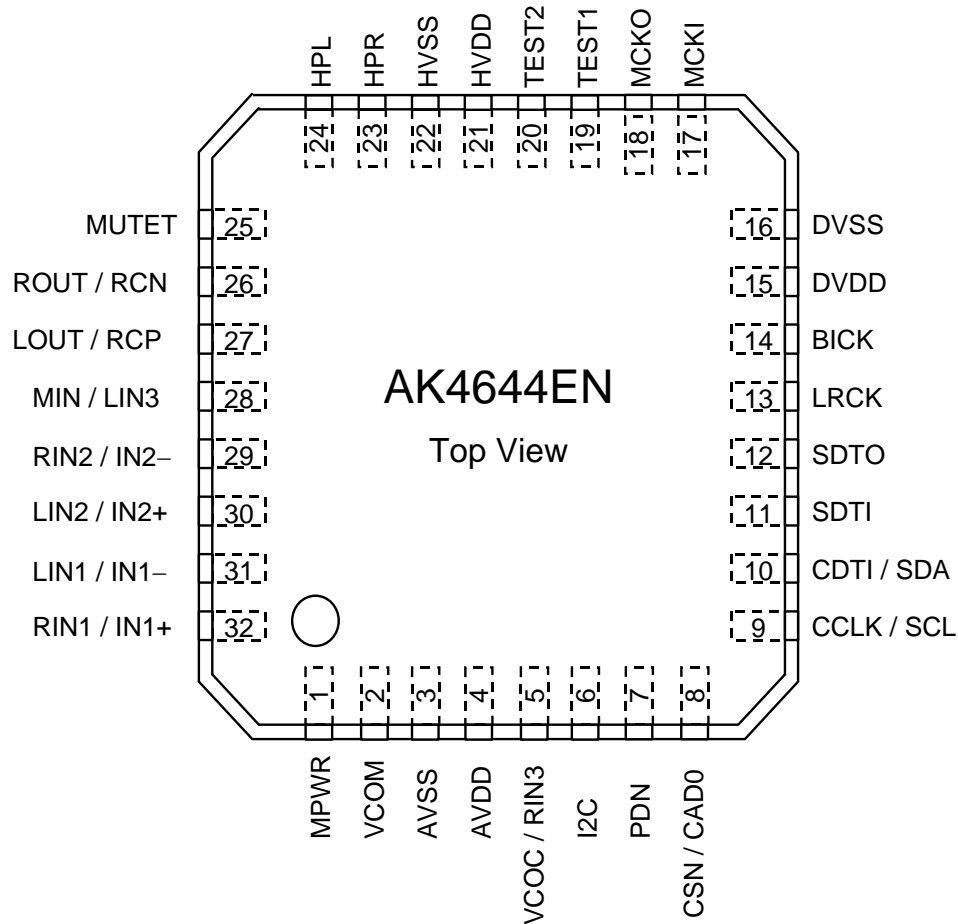 HPL
HPR
HVSS
HVDD
TEST2
TEST1
MCKO
MCKI
24
23
22
21
20
19
18
17
MUTET 25
ROUT / RCN 26
LOUT / RCP 27
MIN / LIN3 28
RIN2 / IN2− 29
LIN2 / IN2+ 30
LIN1 / IN1− 31
RIN1 / IN1+ 32
AK4644EN
Top View
16 DVSS
15 DVDD
14 BICK
13 LRCK
12 SDTO
11 SDTI
10 CDTI / SDA
9 CCLK / SCL
1
2
3
4
5
6
7
8
MPWR
VCOM
AVSS
AVDD
VCOC / RIN3
I2C
PDN
CSN / CAD0